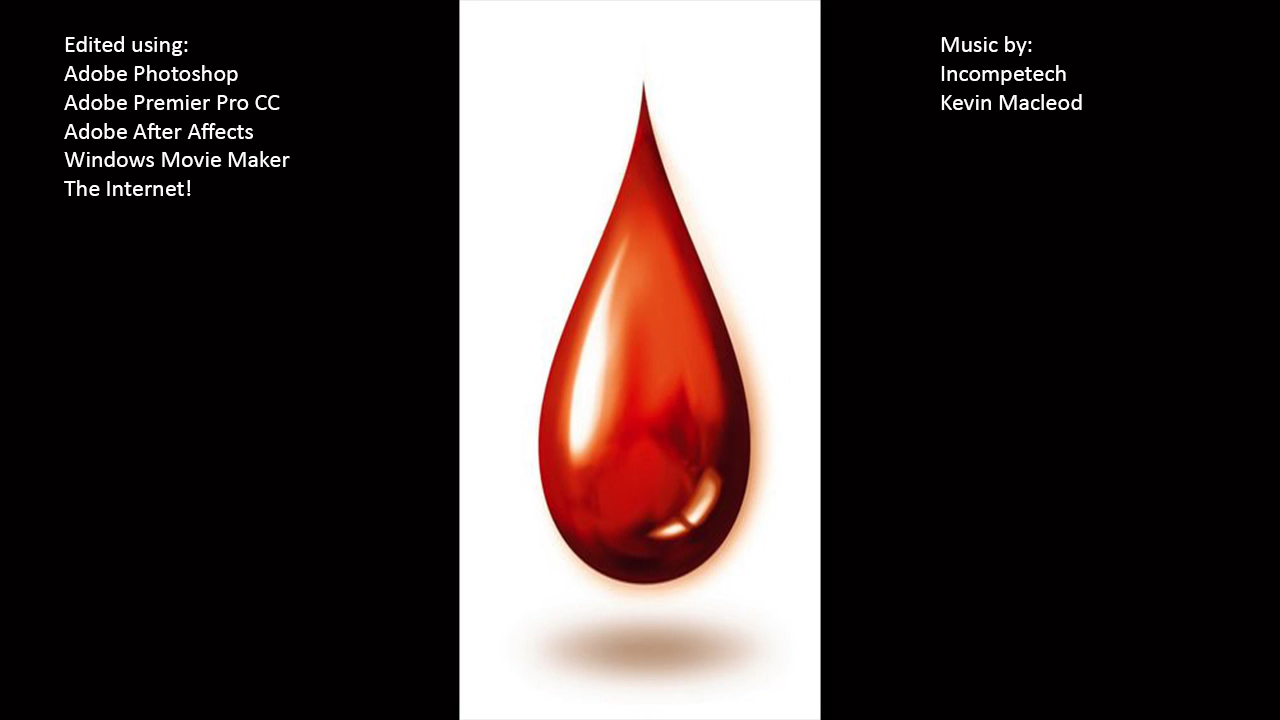 Edited using:
Adobe Photoshop
Adobe Premier Pro CC
Adobe After Affects
Windows Movie Maker
The Internet!
Music by:
Incompetech
Kevin Macleod